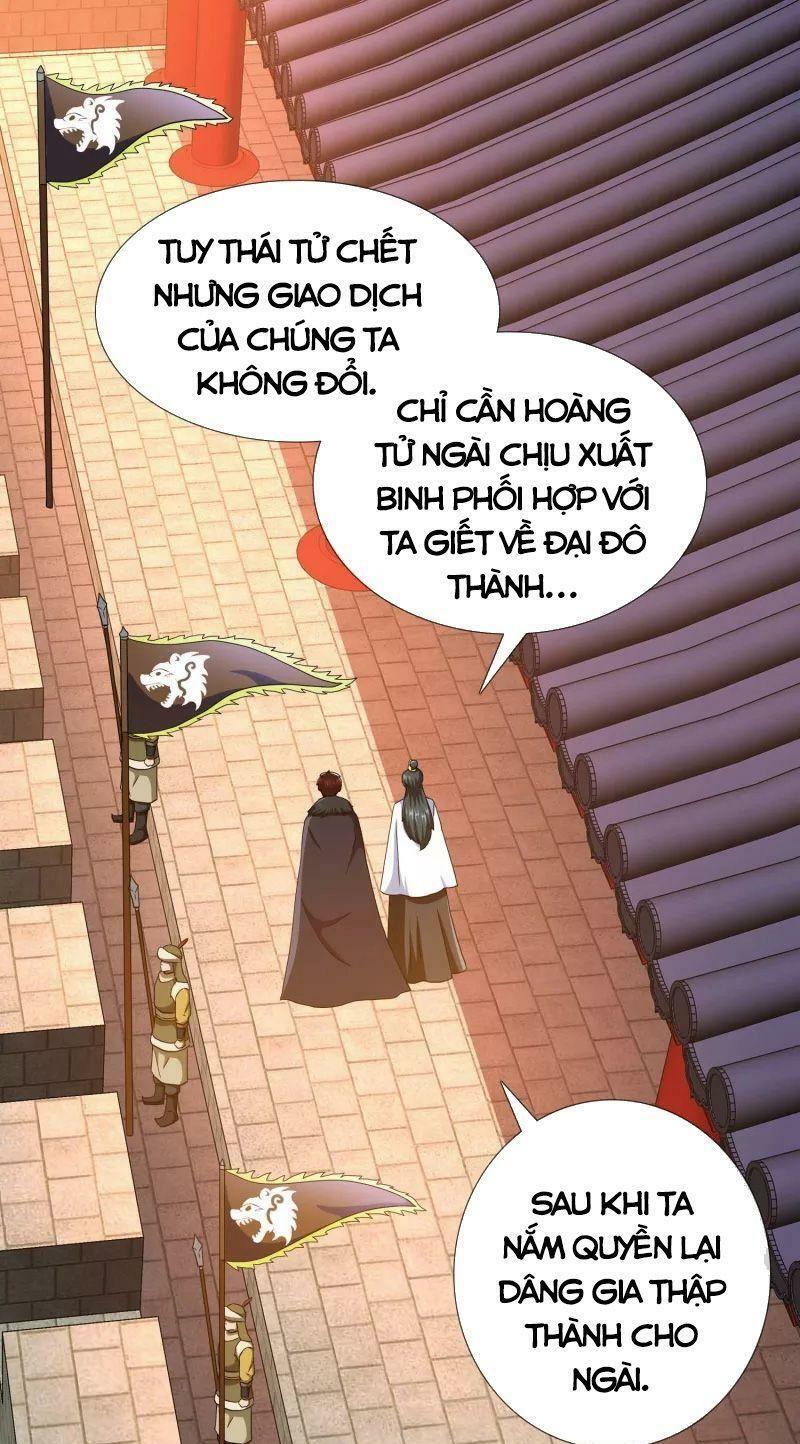 TUY THÁI TỬ CHẾT
NHƯNG GIAO DỊCH
CỦA CHÚNG TA
KHÔNG ĐỔI.
CHỈ CẦN HOÀNG
TỬ NGÀI CHỊU XUẤT
BINH PHỐI HỢP VỚI
TA GIẾT VỀ ĐẠI ĐÔ
THÀNH...
SAU KHI TA
NẮM QUYỀN LẠI
DÂNG GIA THẬP
THÀNH CHO
NGÀI.